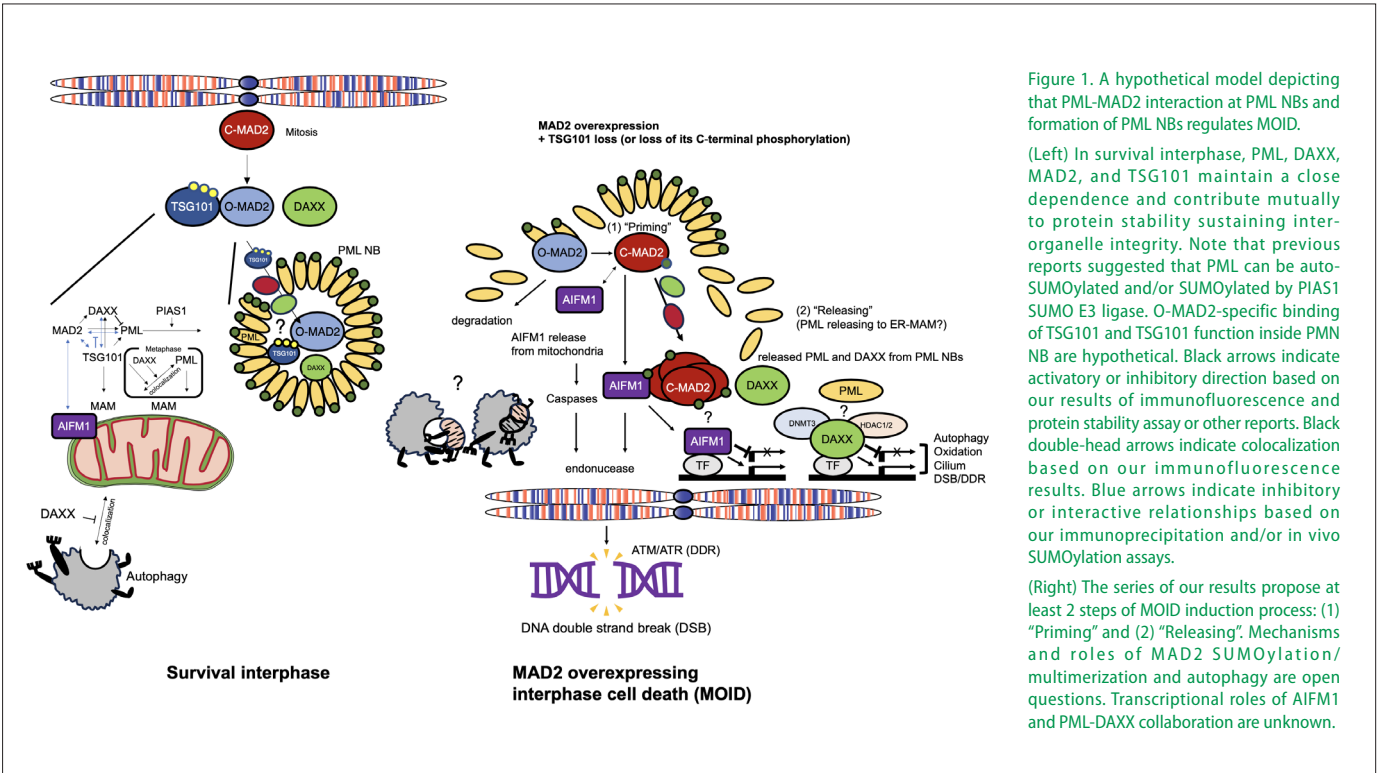 C-MAD2
Mitosis
TSG101
O-MAD2
DAXX
TSG101
PML NB
?
O-MAD2
PML
TSG101
DAXX
DAXX
PIAS1
MAD2
PML
TSG101
Metaphase
DAXX
PML
colocalization
MAM
MAM
AIFM1
DAXX
colocalization
Autophagy
Survival interphase
MAD2 overexpression
+ TSG101 loss (or loss of its C-terminal phosphorylation)
(1) "Priming"
O-MAD2
C-MAD2
AIFM1
degradation
AIFM1 release
from mitochondria
(2) "Releasing"
(PML releasing to ER-MAM?)
released PML and DAXX from PML NBs
?
Caspases
AIFM1
C-MAD2
DAXX
PML
?
?
DNMT3
HDAC1/2
AIFM1
DAXX
TF
TF
X
X
Autophagy
Oxidation
Cilium
DSB/DDR
endonucease
ATM/ATR (DDR)
DNA double strand break (DSB)
MAD2 overexpressing
interphase cell death (MOID)
Figure 1. A hypothetical model depicting
that PML-MAD2 interaction at PML NBs and
formation of PML NBs regulates MOID.
(Left) In survival interphase, PML, DAXX,
MAD2, and TSG101 maintain a close
dependence and contribute mutually
to protein stability sustaining inter-
organelle integrity. Note that previous
reports suggested that PML can be auto-
SUMOylated and/or SUMOylated by PIAS1
SUMO E3 ligase. O-MAD2-specific binding
of TSG101 and TSG101 function inside PMN
NB are hypothetical. Black arrows indicate
activatory or inhibitory direction based on
our results of immunofluorescence and
protein stability assay or other reports. Black
double-head arrows indicate colocalization
based on our immunofluorescence
results. Blue arrows indicate inhibitory
or interactive relationships based on
our immunoprecipitation and/or in vivo
SUMOylation assays.
(Right) The series of our results propose at
least 2 steps of MOID induction process: (1)
"Priming" and (2) "Releasing". Mechanisms
and roles of MAD2 SUMOylation/
multimerization and autophagy are open
questions. Transcriptional roles of AIFM1
and PML-DAXX collaboration are unknown.